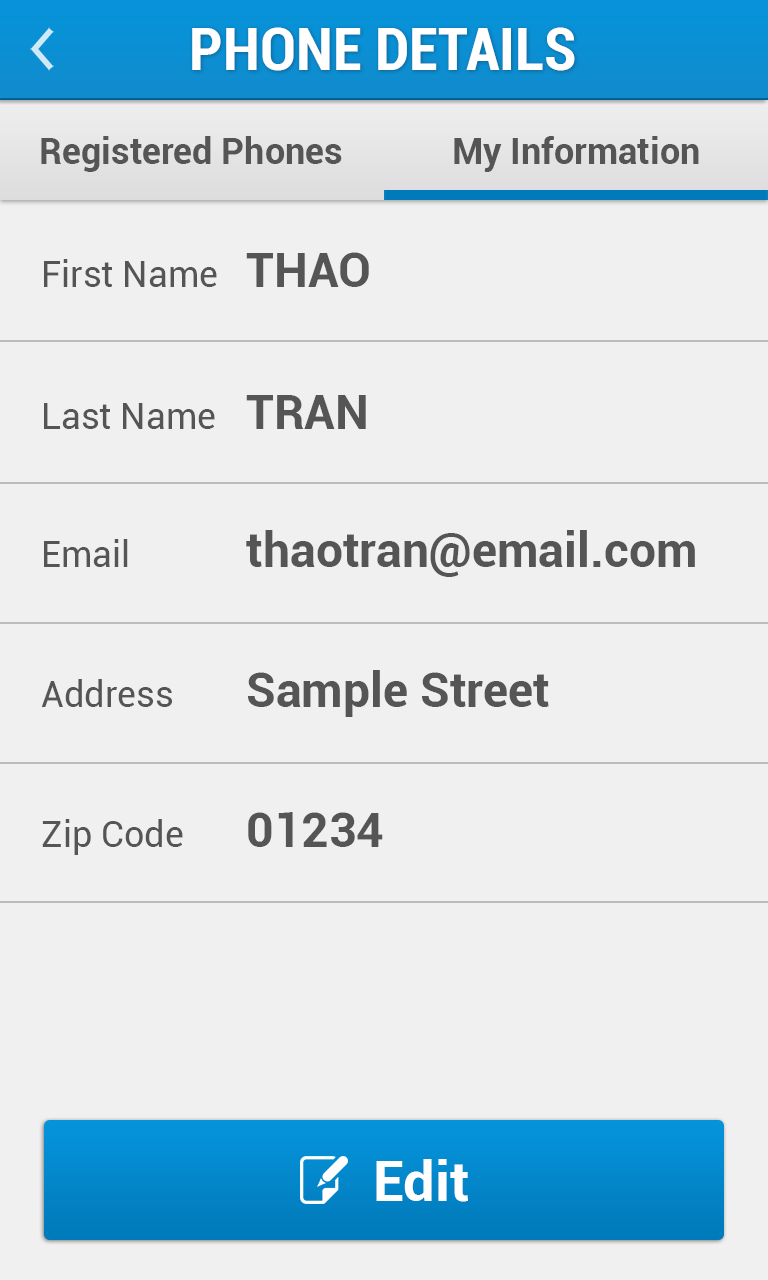 PHONE DETAILS
Registered Phones My Information
First Name THAO
Last Name TRAN
Email thaotran@email.com
Address Sample Street
Zip Code 01234
Edit